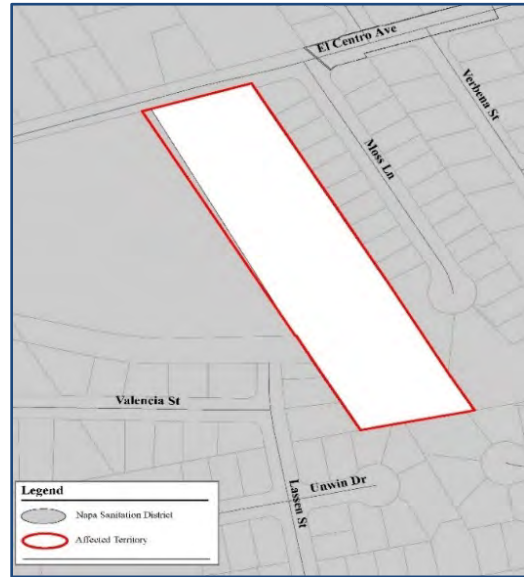 El Centro Ave
Verbena St
Moss Ln
Valencia St
Unwin Dr
Lassen St
Legend
Napa Sanitation District
Affected Territory